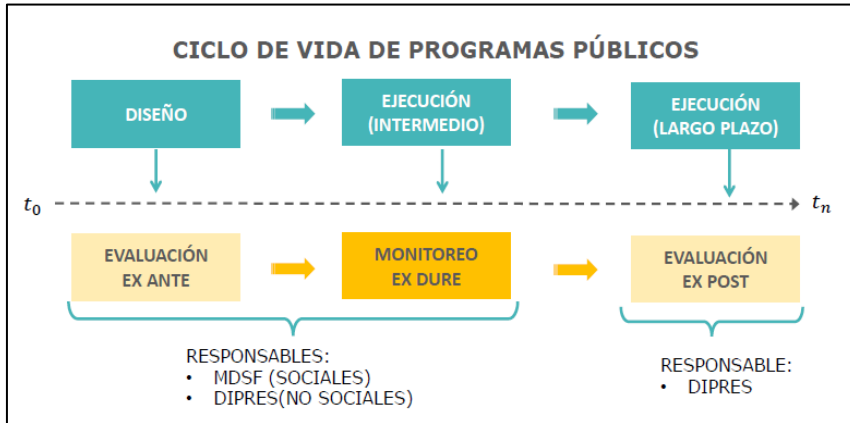 CICLO DE VIDA DE PROGRAMAS PÚBLICOS
DISEÑO
EJECUCIÓN
(INTERMEDIO)
EJECUCIÓN
(LARGO PLAZO)
t0
tn
EVALUACIÓN
EX ANTE
MONITOREO
EX DURE
EVALUACIÓN
EX POST
RESPONSABLES:
• MDSF (SOCIALES)
• DIPRES(NO SOCIALES)
RESPONSABLE:
• DIPRES